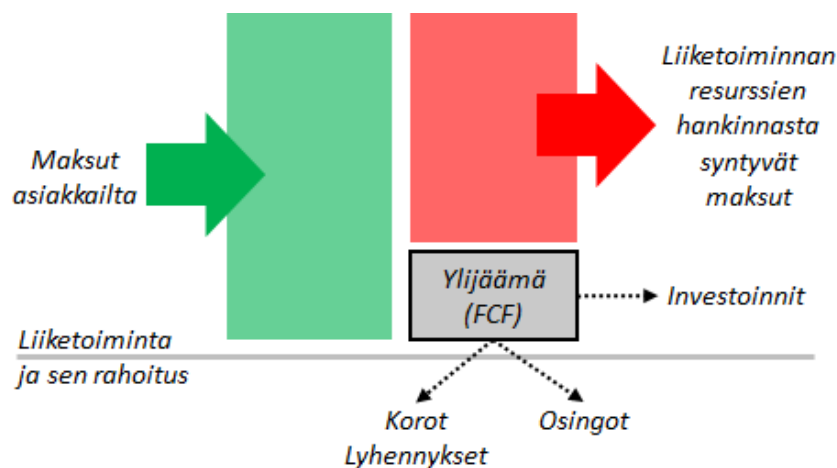 Maksut
asiakkailta
Liiketoiminnan
resurssien
hankinnasta
syntyvät
maksut
Ylijäämä
(FCF)
Investoinnit
Liiketoiminta
ja sen rahoitus
Korot
Lyhennykset
Osingot